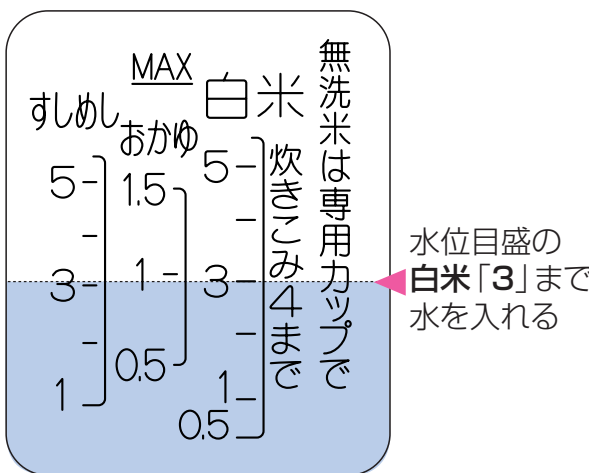 無洗米は専用カップで
MAX
白米
炊きこみ4まで
5
3
1
0.5
おかゆ
1.5
1
0.5
すしめし
5
3
1
水位目盛の
白米「3」まで
水を入れる